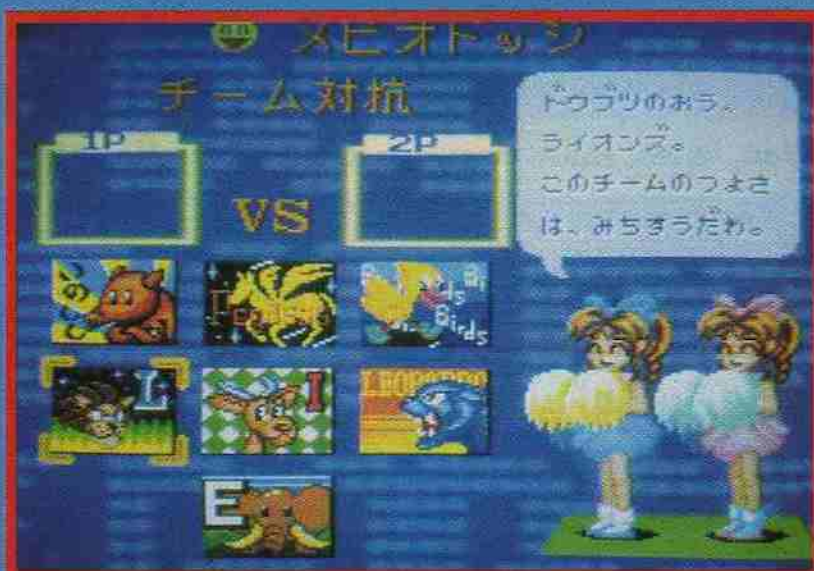 メビオドッジ
チーム対抗
1P
2P
VS
ドウブツのおう、
ライオンズ。
このチームのつよさ
は、みちすうだわ。
Birds
L
I
LEOPARDS
E